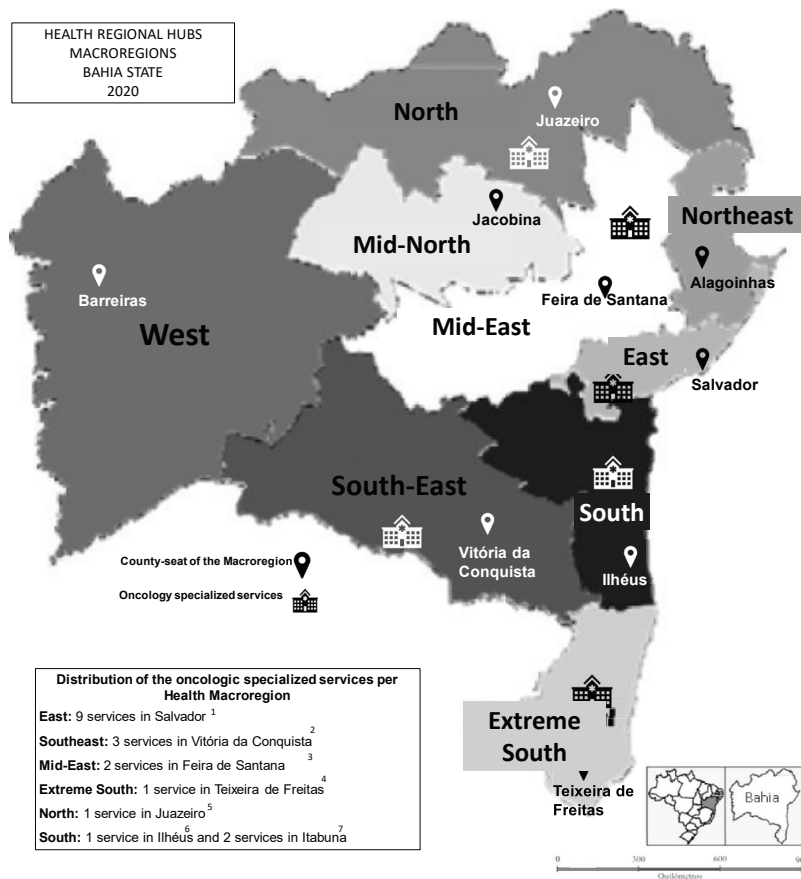 HEALTH REGIONAL HUBS
MACROREGIONS
BAHIA STATE
2020
North
Juazeiro
Jacobina
Northeast
Mid-North
Alagoinhas
Barreiras
Feira de Santana
West
Mid-East
East
Salvador
South-East
South
Vitória da
Conquista
Ilhéus
County-seat of the Macroregion
Oncology specialized services
Distribution of the oncologic specialized services per
Health Macroregion
East: 9 services in Salvador 1
Southeast: 3 services in Vitória da Conquista 2
Mid-East: 2 services in Feira de Santana 3
Extreme South: 1 service in Teixeira de Freitas 4
North: 1 service in Juazeiro 5
South: 1 service in Ilhéus 6 and 2 services in Itabuna 7
Extreme
South
Teixeira de
Freitas
Bahia
0 300 600
Quilômetros